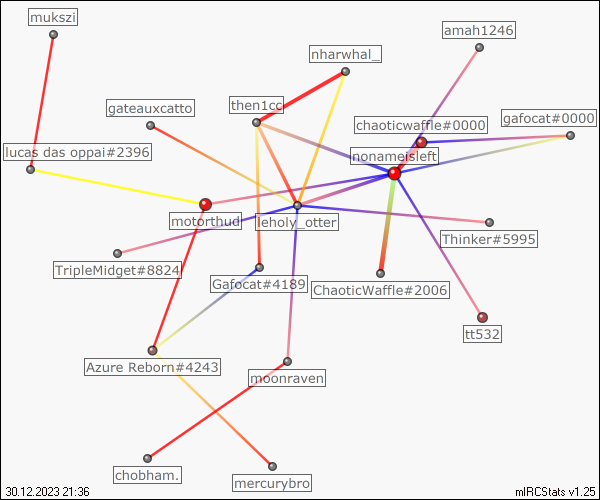 mukszi
amah1246
nharwhal_
gateauxcatto
then1cc
chaoticwaffle#0000
gafocat#0000
lucas das oppai#2396
nonameisleft
motorthud
leholy_otter
Thinker#5995
TripleMidget#8824
Gafocat#4189
ChaoticWaffle#2006
tt532
Azure Reborn#4243
moonraven
chobham.
mercurybro
30.12.2023 21:36
mIRCStats v1.25